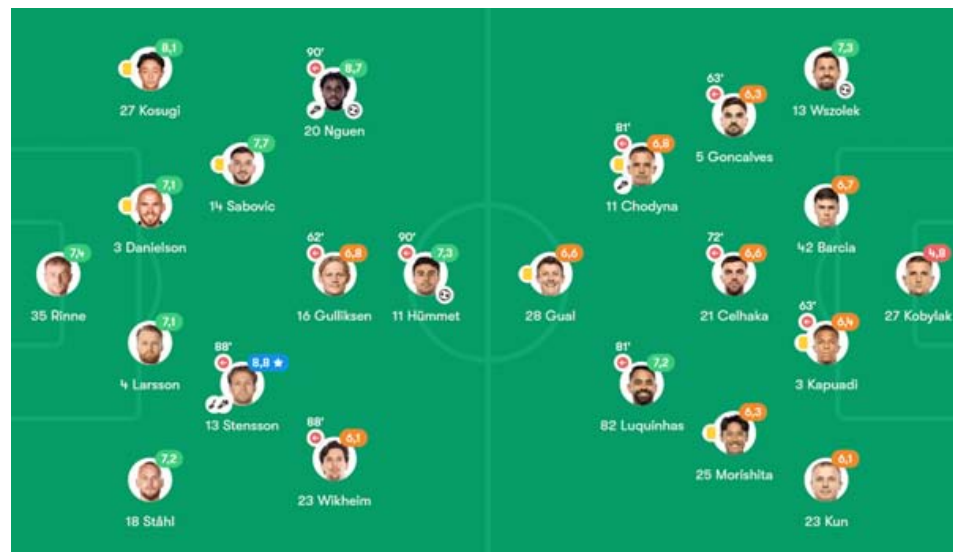 8,1
27 Kosugi
90'
8,7
20 Nguen
7,7
14 Sabovic
7,1
3 Danielson
7,4
35 Rinne
62'
6,8
16 Gulliksen
90'
7,3
11 Hümmet
7,1
4 Larsson
88'
8,8
13 Stensson
88'
6,1
23 Wikheim
7,2
18 Ståhl
7,3
13 Wszolek
63'
6,3
5 Goncalves
81'
6,8
11 Chodyna
6,7
42 Barcia
6,6
28 Gual
72'
6,6
21 Celhaka
4,8
27 Kobylak
63'
6,4
3 Kapuadi
81'
7,2
82 Luquinhas
6,3
25 Morishita
6,1
23 Kun